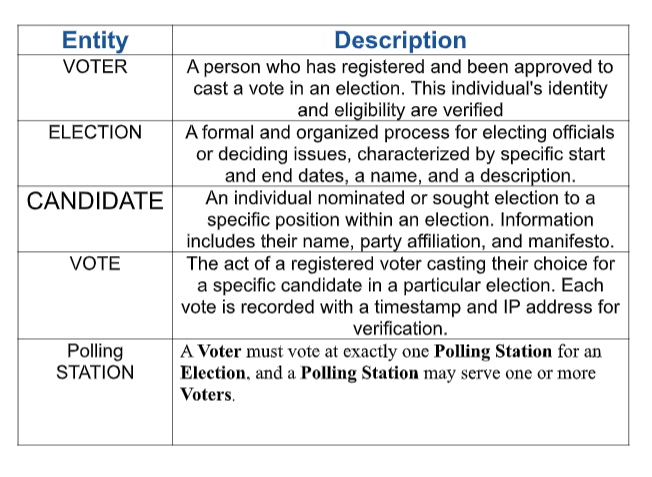 Entity Description
VOTER A person who has registered and been approved to
cast a vote in an election. This individual's identity
and eligibility are verified
ELECTION A formal and organized process for electing officials
or deciding issues, characterized by specific start
and end dates, a name, and a description.
CANDIDATE An individual nominated or sought election to a
specific position within an election. Information
includes their name, party affiliation, and manifesto.
VOTE The act of a registered voter casting their choice for
a specific candidate in a particular election. Each
vote is recorded with a timestamp and IP address for
verification.
Polling A Voter must vote at exactly one Polling Station for an
STATION Election, and a Polling Station may serve one or more
Voters.